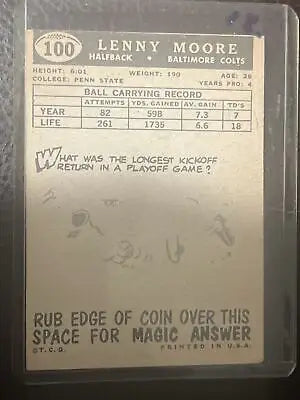 100
LENNY MOORE
HALFBACK • BALTIMORE COLTS
HEIGHT: 6:01 WEIGHT: 190 AGE: 26
COLLEGE: PENN STATE YEARS PRO: 4
BALL CARRYING RECORD
ATTEMPTS YDS. GAINED AV. GAIN TD'S
YEAR 82 598 7.3 7
LIFE 261 1735 6.6 18
WHAT WAS THE LONGEST KICKOFF
RETURN IN A PLAYOFF GAME?
RUB EDGE OF COIN OVER THIS
SPACE FOR MAGIC ANSWER
©T.C.G. PRINTED IN U.S.A.